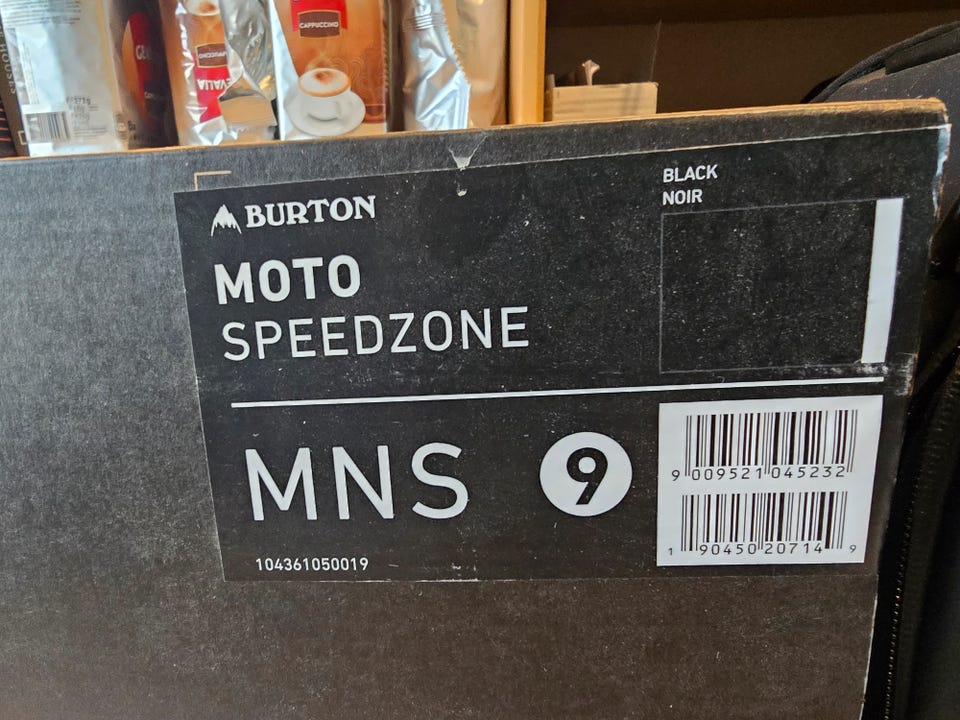 CAPPUCCINO
BURTON
MOTO
SPEEDZONE
BLACK
NOIR
MNS 9
9 009521 045232
1 90450 20714 9
104361050019